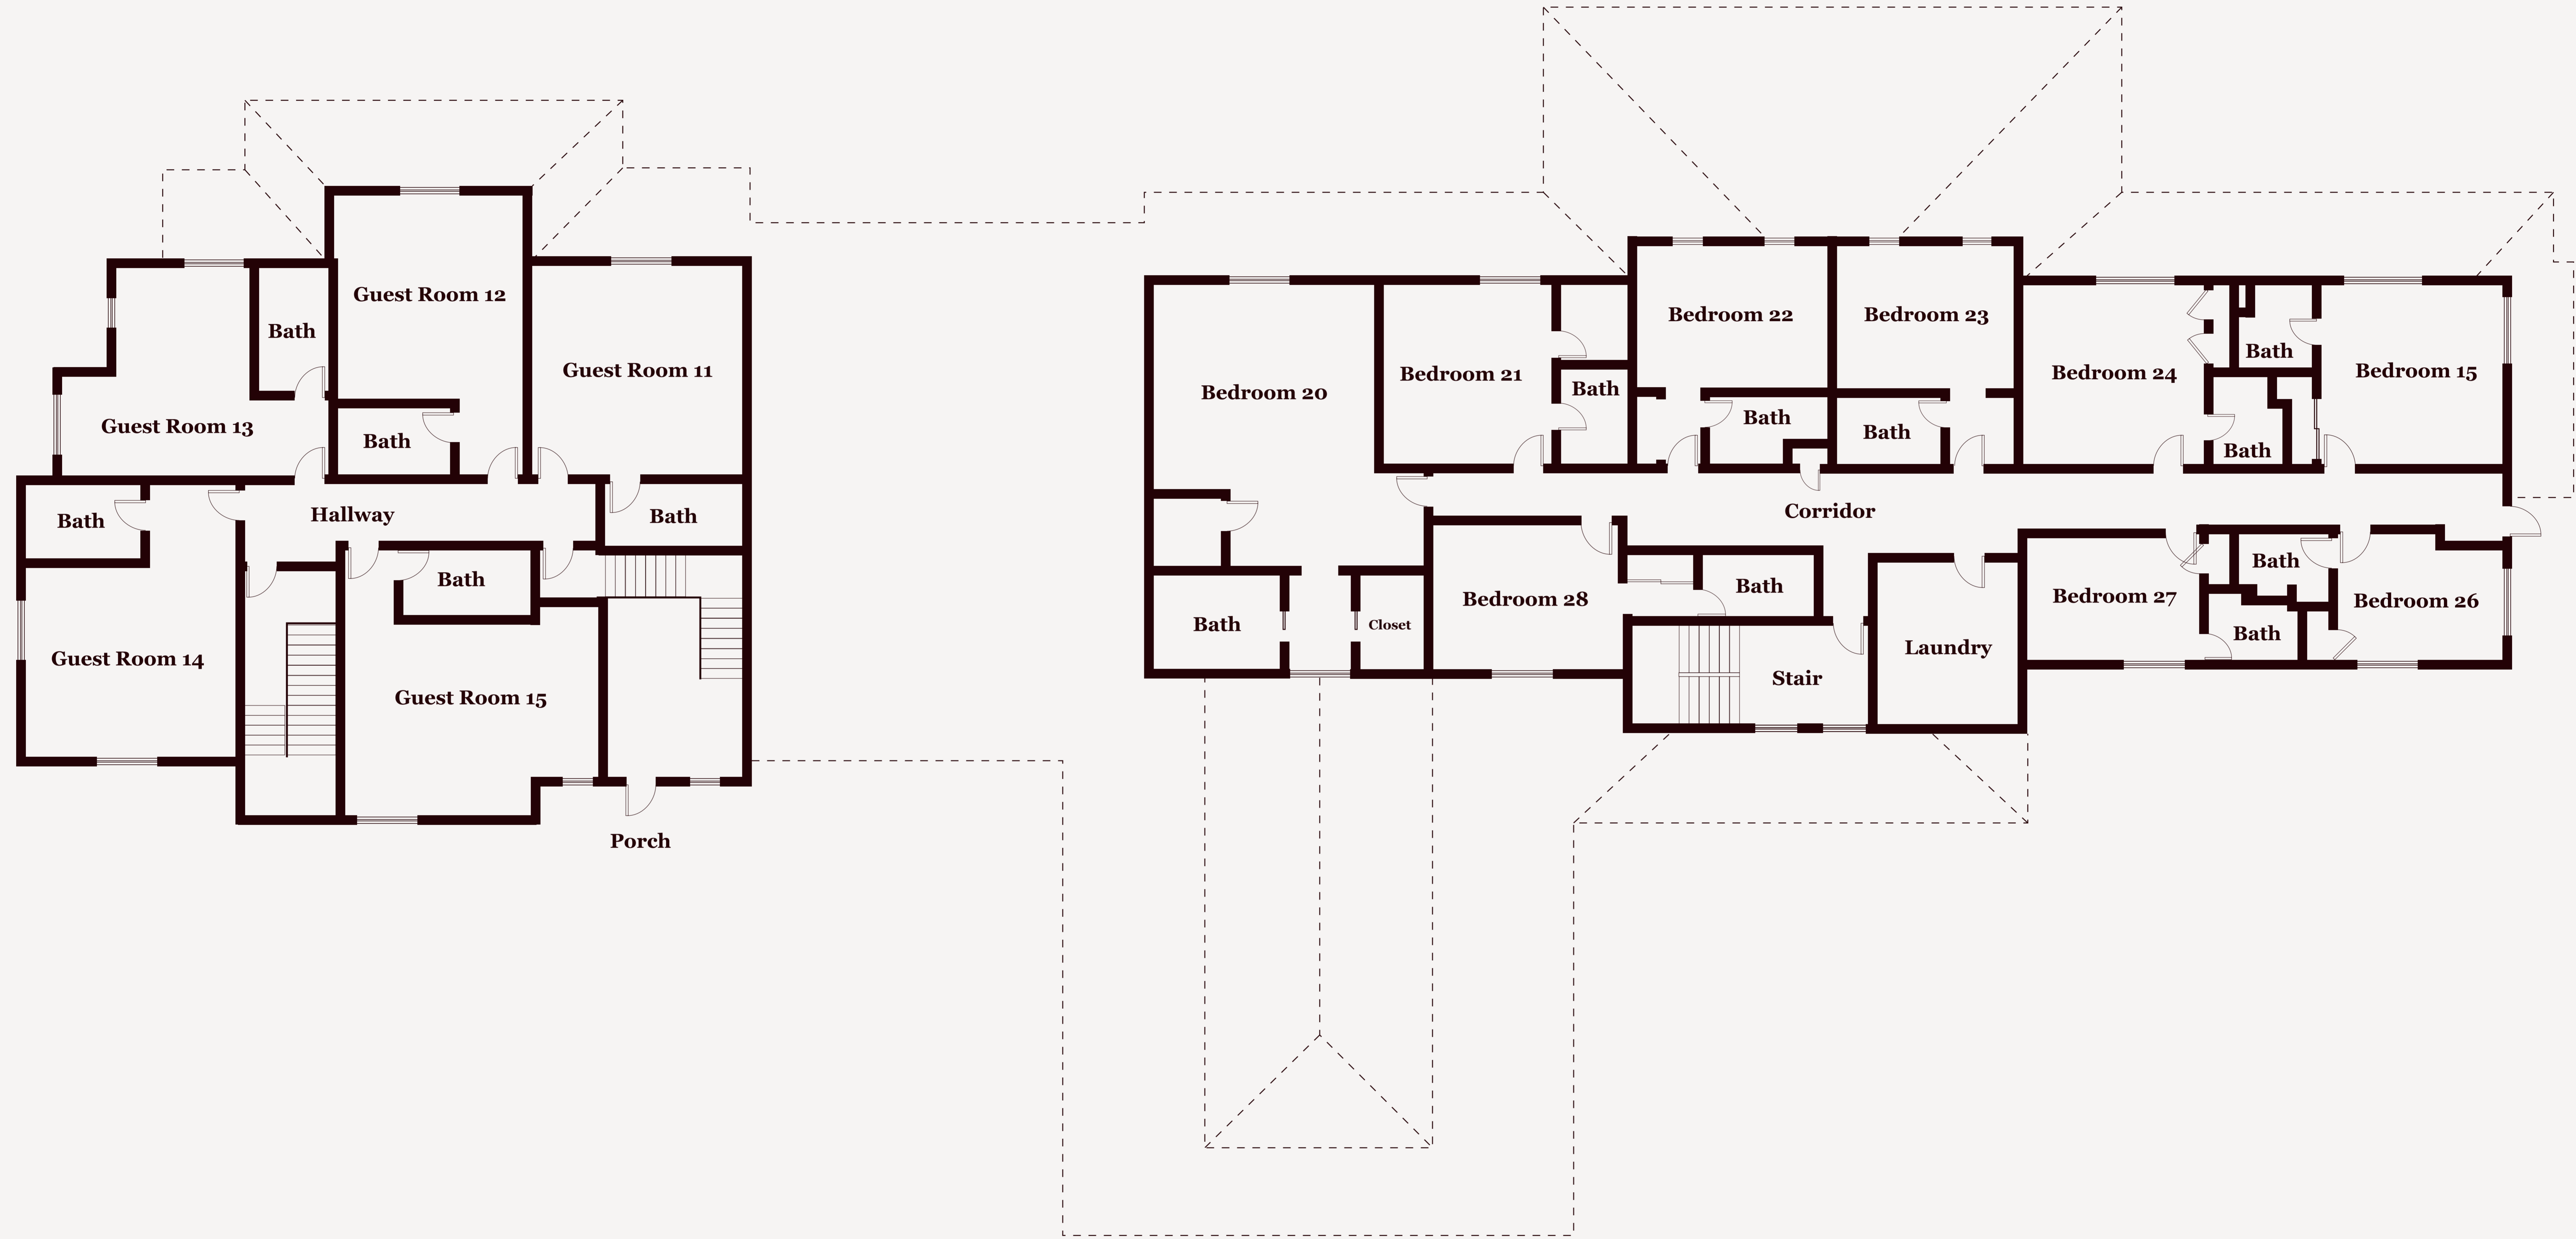 Guest Room 12
Bath
Guest Room 11
Guest Room 13
Bath
Bath
Hallway
Bath
Bath
Bath
Guest Room 14
Guest Room 15
Porch
Bedroom 22
Bedroom 23
Bedroom 20
Bedroom 21
Bath
Bath
Bath
Bedroom 24
Bath
Bedroom 15
Bath
Corridor
Bedroom 28
Bath
Bath
Closet
Stair
Laundry
Bedroom 27
Bath
Bedroom 26
Bath